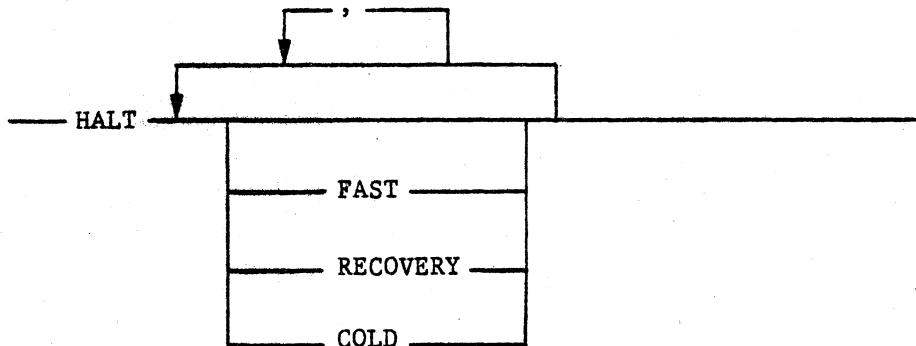 ,
HALT
FAST
RECOVERY
COLD